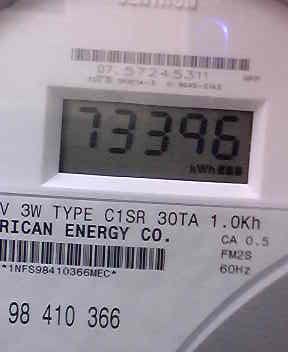 CENTRON
07.57245311
73396
kWh
V 3W TYPE C1SR 30TA 1.0Kh
RICAN ENERGY CO.
CA 0.5
FM2S
60Hz
*1NFS98410366MEC*
98 410 366